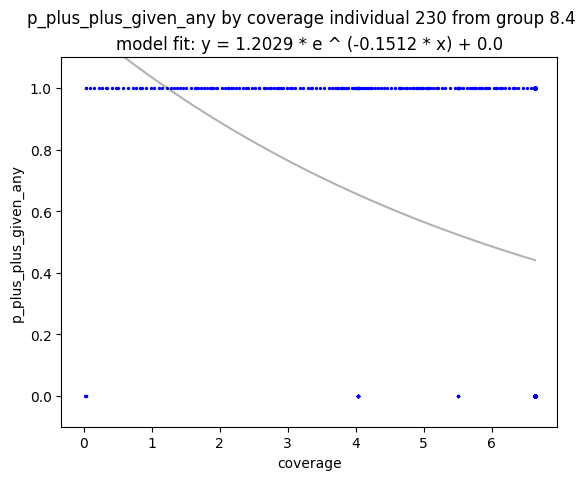 p_plus_plus_given_any by coverage individual 230 from group 8.4
model fit: y = 1.2029 * e ^ (-0.1512 * x) + 0.0
1.0
0.8
0.6
0.4
0.2
0.0
p_plus_plus_given_any
0 1 2 3 4 5 6
coverage